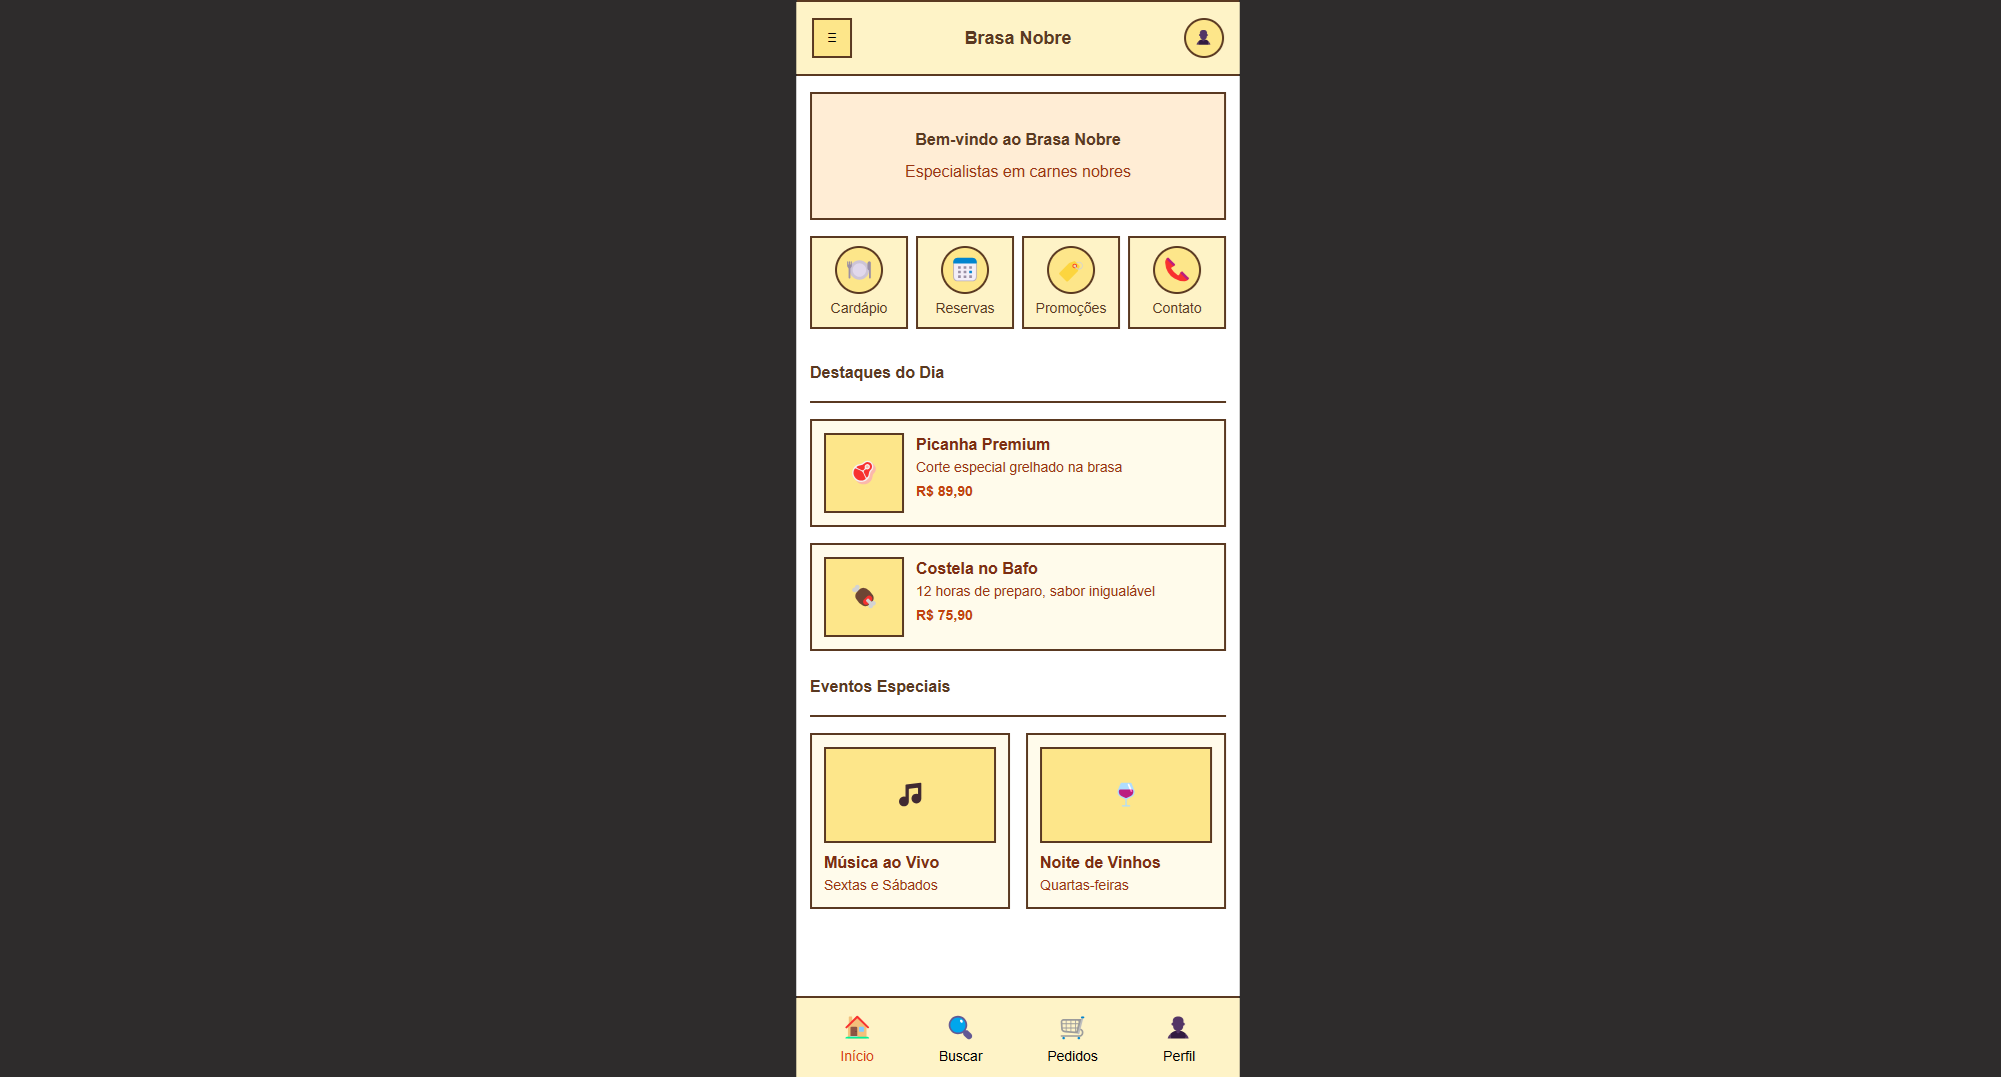 Brasa Nobre
Bem-vindo ao Brasa Nobre
Especialistas em carnes nobres
Cardápio
Reservas
Promoções
Contato
Destaques do Dia
Picanha Premium
Corte especial grelhado na brasa
R$ 89,90
Costela no Bafo
12 horas de preparo, sabor inigualável
R$ 75,90
Eventos Especiais
Música ao Vivo
Sextas e Sábados
Noite de Vinhos
Quartas-feiras
Início
Buscar
Pedidos
Perfil